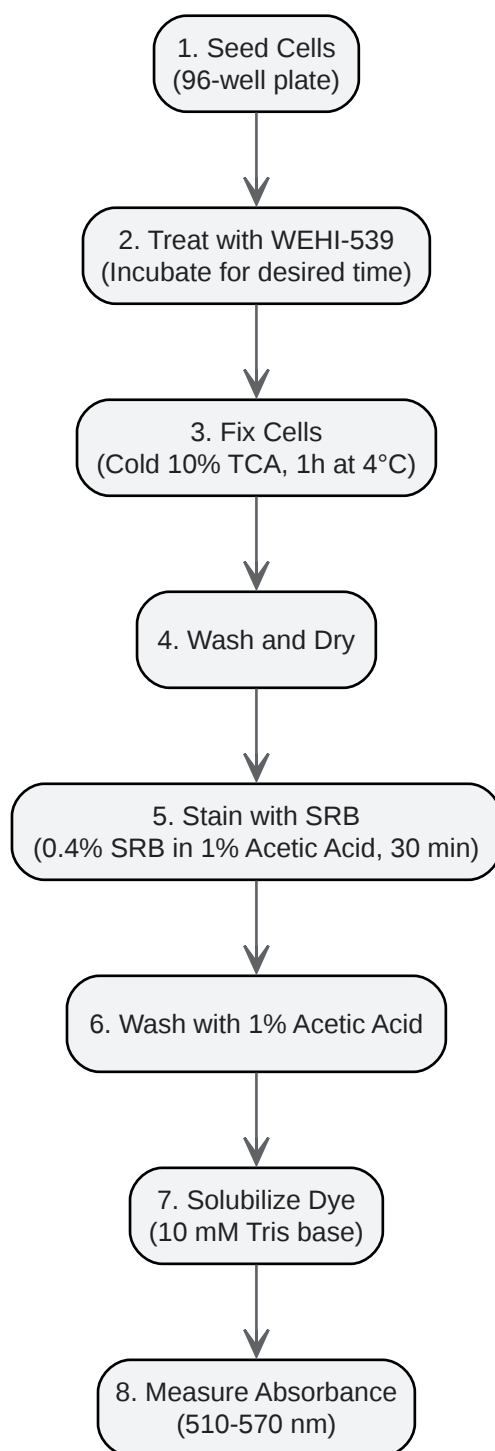 1. Seed Cells
(96-well plate)
2. Treat with WEHI-539
(Incubate for desired time)
3. Fix Cells
(Cold 10% TCA, 1h at 4°C)
4. Wash and Dry
5. Stain with SRB
(0.4% SRB in 1% Acetic Acid, 30 min)
6. Wash with 1% Acetic Acid
7. Solubilize Dye
(10 mM Tris base)
8. Measure Absorbance
(510-570 nm)